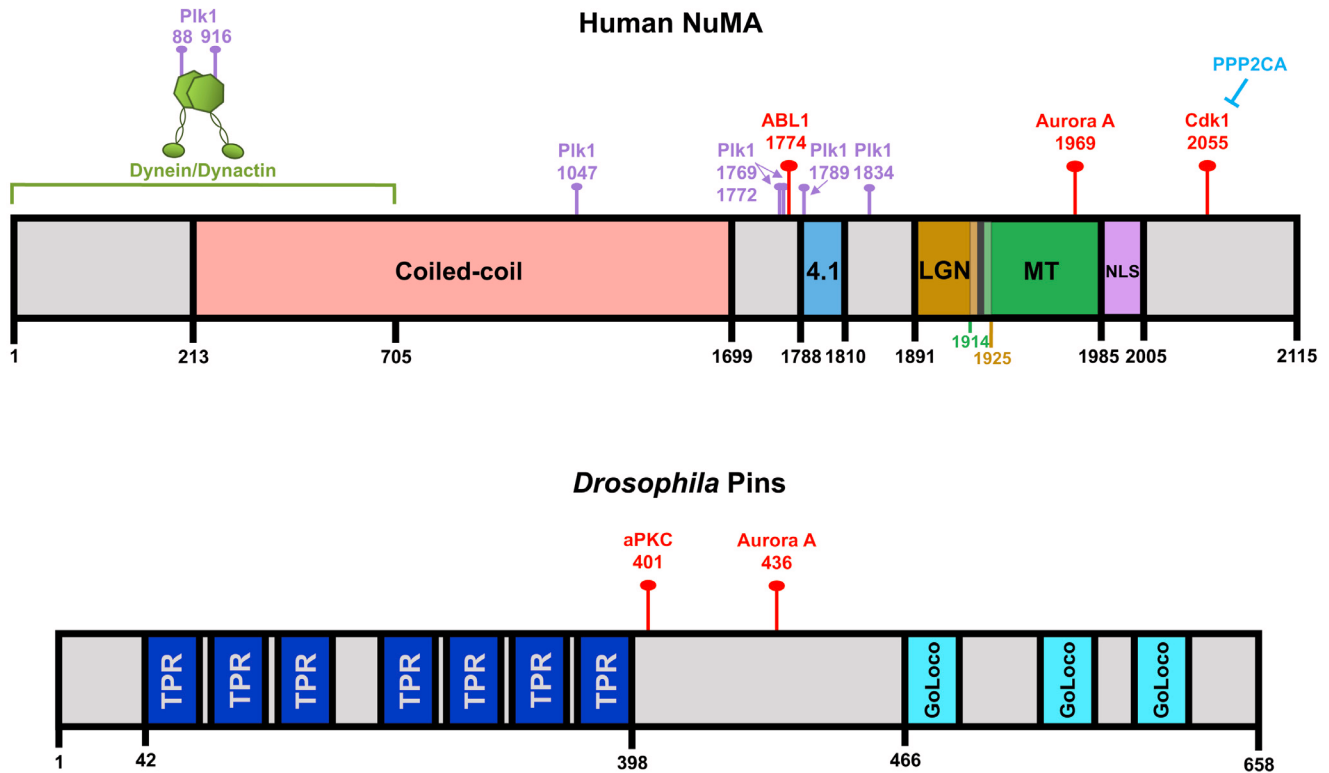 Human NuMA
Plk1
88 916
PPP2CA
Dynein/Dynactin
Plk1
1047
Plk1
1769
1772
ABL1
1774
Plk1
1789
Plk1
1834
Aurora A
1969
Cdk1
2055
Coiled-coil
4.1
LGN
MT
NLS
1
213
705
1699
1788
1810
1891
1914
1925
1985
2005
2115
Drosophila Pins
aPKC
401
Aurora A
436
TPR
TPR
TPR
TPR
TPR
TPR
TPR
GoLoco
GoLoco
GoLoco
1
42
398
466
658